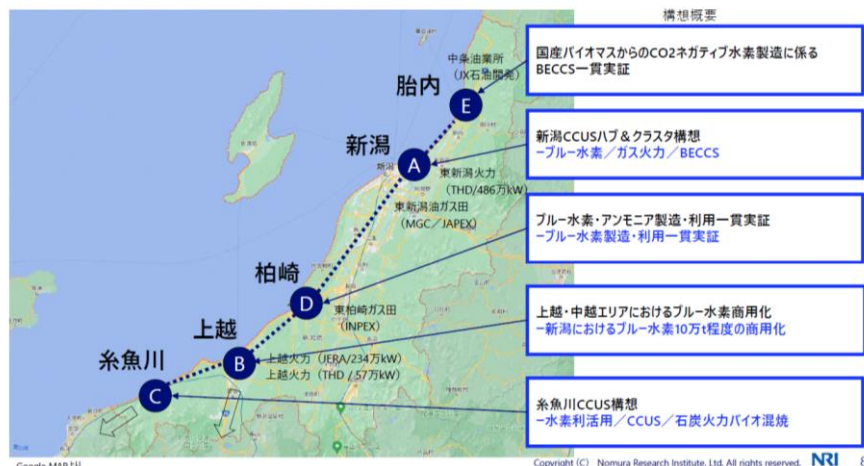 構想概要
国産バイオマスからのCO2ネガティブ水素製造に係る
BECCS一貫実証
新潟CCUSハブ&クラスタ構想
−ブルー水素/ガス火力/BECCS
ブルー水素・アンモニア製造・利用一貫実証
−ブルー水素製造・利用一貫実証
上越・中越エリアにおけるブルー水素商用化
−新潟におけるブルー水素10万t程度の商用化
糸魚川CCUS構想
−水素利活用/CCUS/石炭火力バイオ混焼
中条油業所
(JX石油開発)
胎内
E
新潟
新潟
A
東新潟火力
(THD/486万kW)
東新潟油ガス田
(MGC/JAPEX)
柏崎
D
東柏崎ガス田
(INPEX)
上越
B
上越火力(JERA/234万kW)
上越火力(THD / 57万kW)
糸魚川
C
Google MAPより
Copyright (C) Nomura Research Institute, Ltd. All rights reserved.
NRI
8